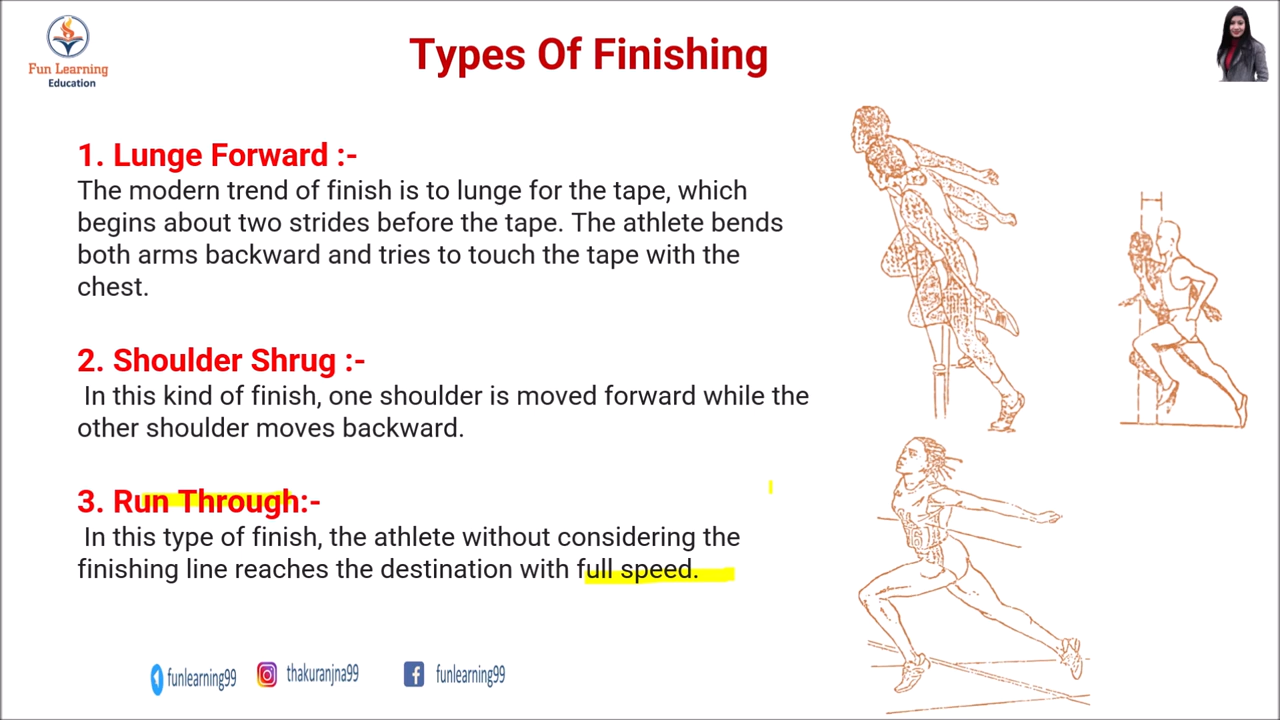 Fun Learning
Education
Types Of Finishing
1. Lunge Forward :-
The modern trend of finish is to lunge for the tape, which
begins about two strides before the tape. The athlete bends
both arms backward and tries to touch the tape with the
chest.
2. Shoulder Shrug :-
In this kind of finish, one shoulder is moved forward while the
other shoulder moves backward.
3. Run Through:-
In this type of finish, the athlete without considering the
finishing line reaches the destination with full speed.
funlearning99
thakuranjna99
funlearning99